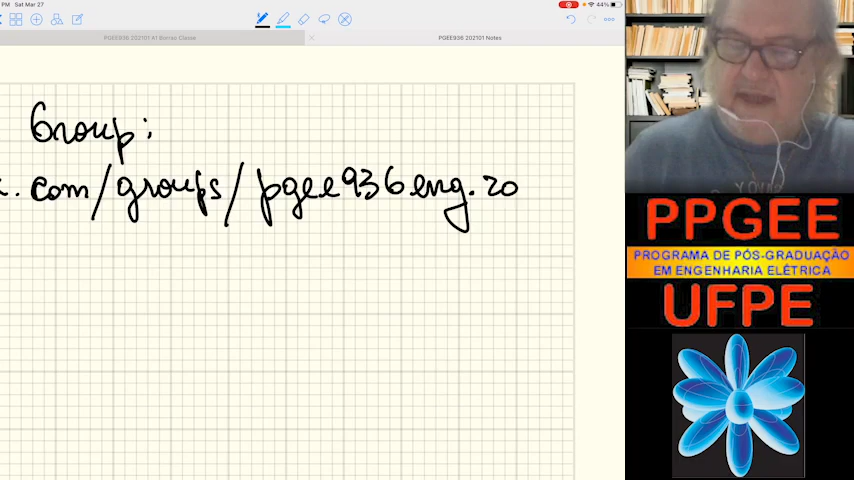 PM Sat Mar 27
44%
PGEE936 202101 A1 Borrao Classe
PGEE936 202101 Notes
Group:
.com/groups/pgee936eng.20
PPGEE
PROGRAMA DE PÓS-GRADUAÇÃO
EM ENGENHARIA ELÉTRICA
UFPE